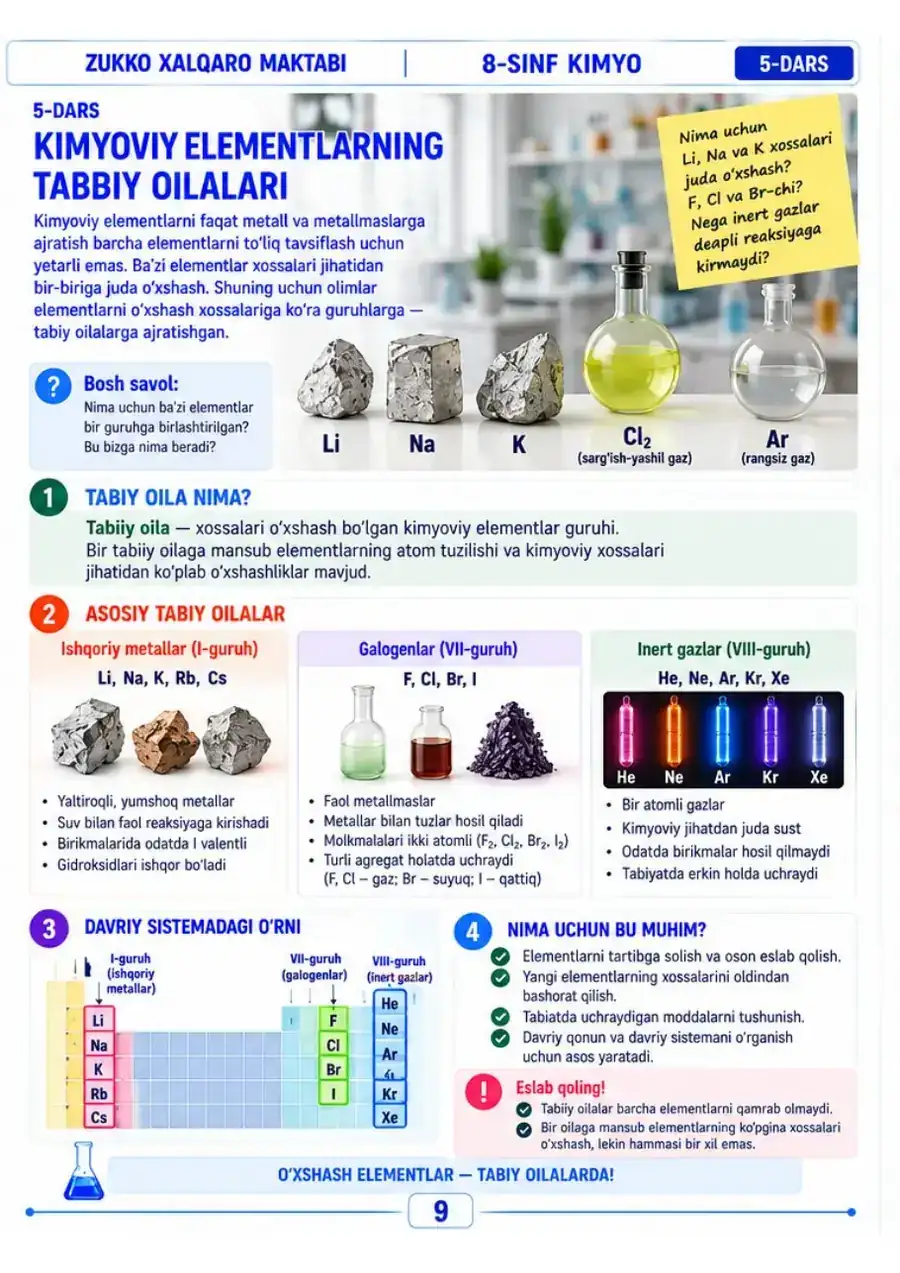 ZUKKO XALQARO MAKTABI | 8-SINF KIMYO
5-DARS
5-DARS
KIMYOVIY ELEMENTLARNING
TABBIY OILALARI
Kimyoviy elementlarni faqat metall va metallmaslarga
ajratish barcha elementlarni to‘liq tavsiflash uchun
yetarli emas. Ba’zi elementlar xossalari jihatidan
bir-biriga juda o‘xshash. Shuning uchun olimlar
elementlarni o‘xshash xossalariga ko‘ra guruhlarga —
tabiy oilalarga ajratishgan.
Nima uchun
Li, Na va K xossalari
juda o‘xshash?
F, Cl va Br-chi?
Nega inert gazlar
deapli reaksiyaga
kirmaydi?
? Bosh savol:
Nima uchun ba’zi elementlar
bir guruhga birlashtirilgan?
Bu bizga nima beradi?
Li
Na
K
Cl₂
(sarg‘ish-yashil gaz)
Ar
(rangsiz gaz)
1 TABIY OILA NIMA?
Tabiiy oila — xossalari o‘xshash bo‘lgan kimyoviy elementlar guruhi.
Bir tabiiy oilaga mansub elementlarning atom tuzilishi va kimyoviy xossalari
jihatidan ko‘plab o‘xshashliklar mavjud.
2 ASOSIY TABIY OILALAR
Ishqoriy metallar (I-guruh)
Li, Na, K, Rb, Cs
• Yaltiroqli, yumshoq metallar
• Suv bilan faol reaksiyaga kirishadi
• Birikmalarida odatda I valentli
• Gidroksidlari ishqor bo‘ladi
Galogenlar (VII-guruh)
F, Cl, Br, I
• Faol metallmaslar
• Metallar bilan tuzlar hosil qiladi
• Molkmalalari ikki atomli (F₂, Cl₂, Br₂, I₂)
• Turli agregat holatda uchraydi
(F, Cl – gaz; Br – suyuq; I – qattiq)
Inert gazlar (VIII-guruh)
He, Ne, Ar, Kr, Xe
He Ne Ar Kr Xe
• Bir atomli gazlar
• Kimyoviy jihatdan juda sust
• Odatda birikmalar hosil qilmaydi
• Tabiyatda erkin holda uchraydi
3 DAVRIY SISTEMADAGI O‘RNI
I-guruh
(ishqoriy
metallar)
VII-guruh
(galogenlar)
VIII-guruh
(inert gazlar)
Li
Na
K
Rb
Cs
F
Cl
Br
I
He
Ne
Ar
Kr
Xe
4 NIMA UCHUN BU MUHIM?
Elementlarni tartibga solish va oson eslab qolish.
Yangi elementlarning xossalarini oldindan
bashorat qilish.
Tabiatda uchraydigan moddalarni tushunish.
Davriy qonun va davriy sistemani o‘rganish
uchun asos yaratadi.
! Eslab qoling!
Tabiiy oilalar barcha elementlarni qamrab olmaydi.
Bir oilaga mansub elementlarning ko‘pgina xossalari
o‘xshash, lekin hammasi bir xil emas.
O‘XSHASH ELEMENTLAR — TABIY OILALARDA!
9